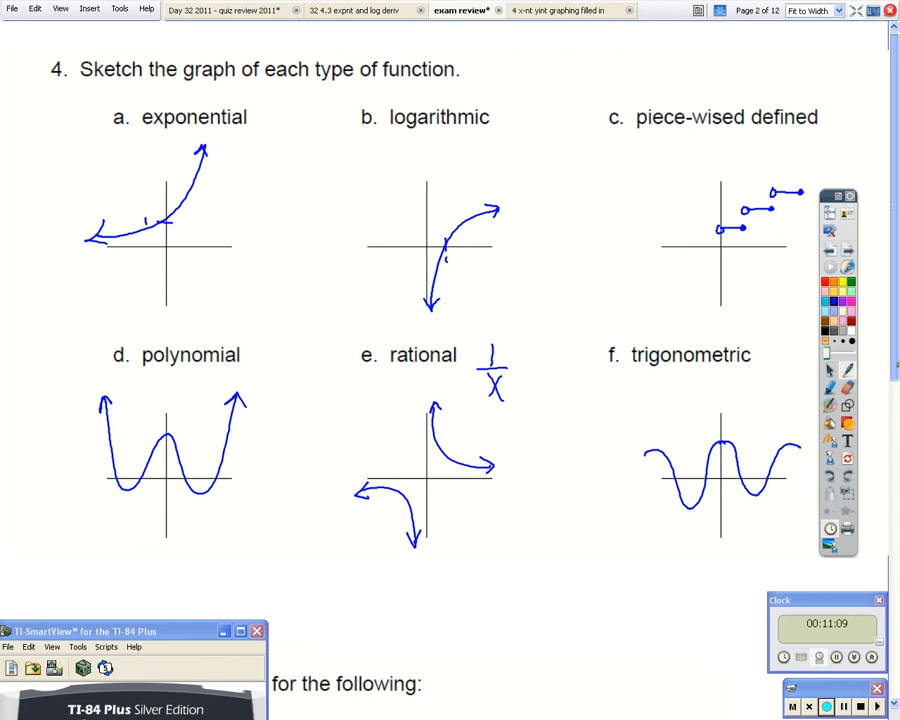 File Edit View Insert Tools Help
Day 32 2011 - quiz review 2011*
32 4.3 expnt and log deriv
exam review*
4 x-nt yint graphing filled in
Page 2 of 12
Fit to Width
4. Sketch the graph of each type of function.
a. exponential
b. logarithmic
c. piece-wised defined
1
1
d. polynomial
e. rational
1
x
f. trigonometric
T
Clock
00:11:09
TI-SmartView™ for the TI-84 Plus
File Edit View Tools Scripts Help
TI-84 Plus Silver Edition
for the following:
M